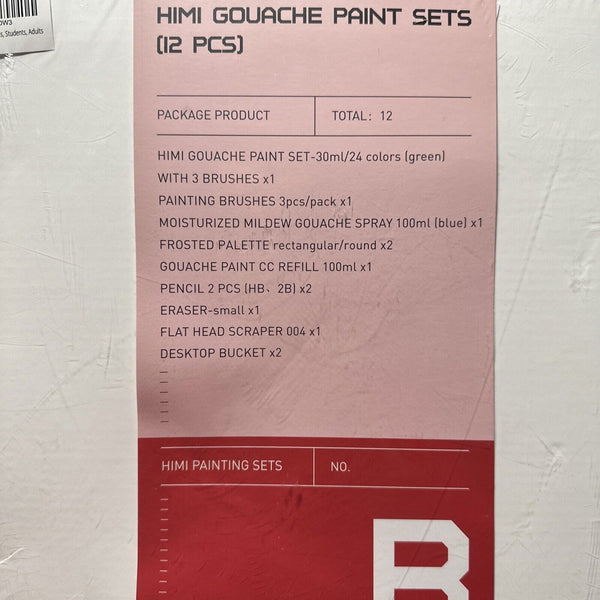 HIMI GOUACHE PAINT SETS
(12 PCS)
Students, Adults
PACKAGE PRODUCT
TOTAL: 12
HIMI GOUACHE PAINT SET-30ml/24 colors (green)
WITH 3 BRUSHES x1
PAINTING BRUSHES 3pcs/pack x1
MOISTURIZED MILDEW GOUACHE SPRAY 100ml (blue) x1
FROSTED PALETTE rectangular/round x2
GOUACHE PAINT CC REFILL 100ml x1
PENCIL 2 PCS (HB、2B) x2
ERASER-small x1
FLAT HEAD SCRAPER 004 x1
DESKTOP BUCKET x2
HIMI PAINTING SETS
NO.
B